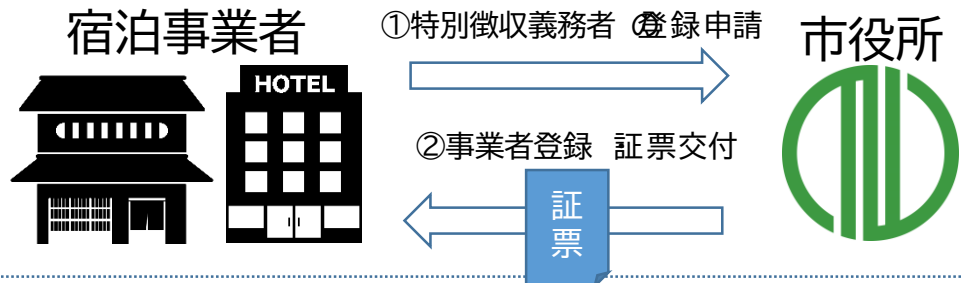 宿泊事業者
①特別徴収義務者の登録申請
市役所
HOTEL
②事業者登録 証票交付
証票